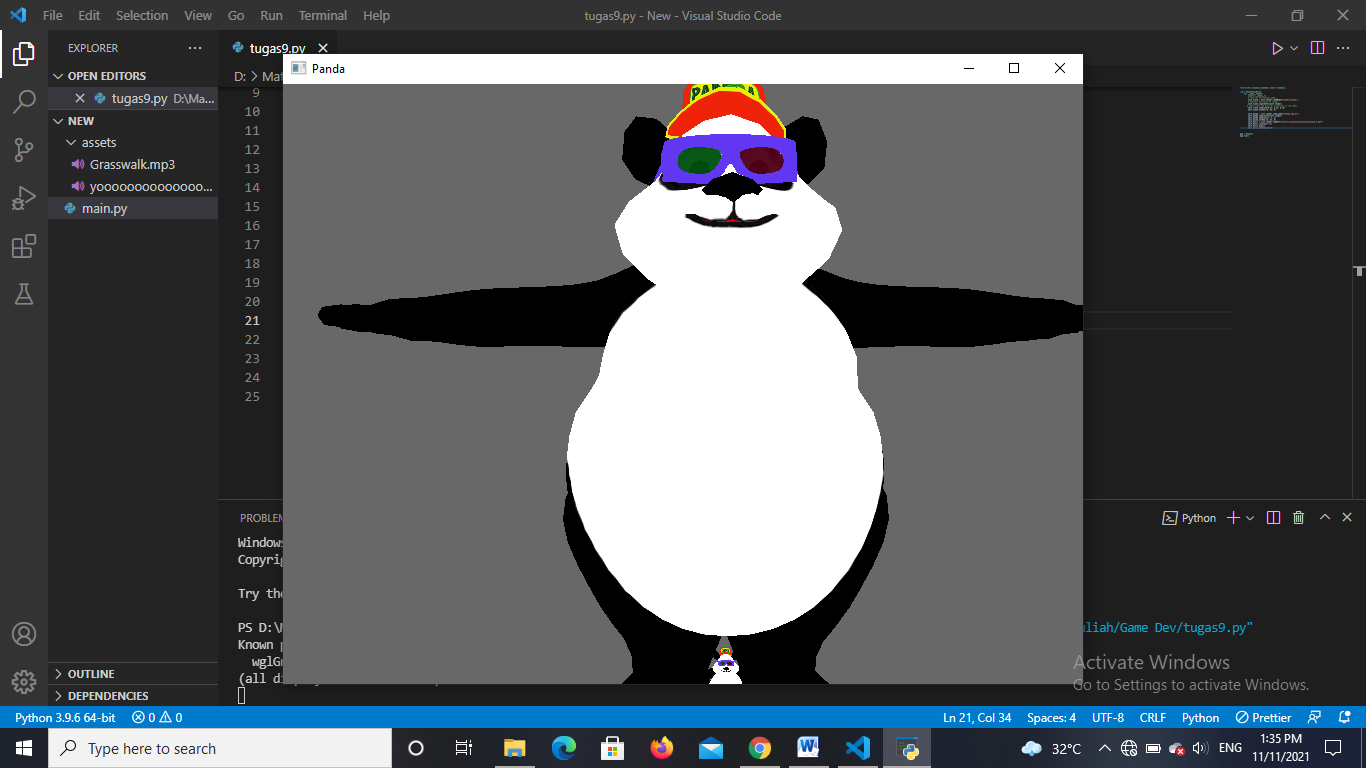 File Edit Selection View Go Run Terminal Help
tugas9.py - New - Visual Studio Code
EXPLORER
OPEN EDITORS
tugas9.py D:\Ma...
NEW
assets
Grasswalk.mp3
yoooooooooooooo...
main.py
OUTLINE
DEPENDENCIES
tugas9.py
D: > Mat
9
10
11
12
13
14
15
16
17
18
19
20
21
22
23
24
25
Panda
Python
Windows
Copyrig
Try the
PS D:\
uliah/Game Dev/tugas9.py"
Known p
wglG
(all di
Activate Windows
Go to Settings to activate Windows.
Python 3.9.6 64-bit
0 0
Ln 21, Col 34
Spaces: 4
UTF-8
CRLF
Python
Prettier
Type here to search
32°C
ENG
1:35 PM
11/11/2021